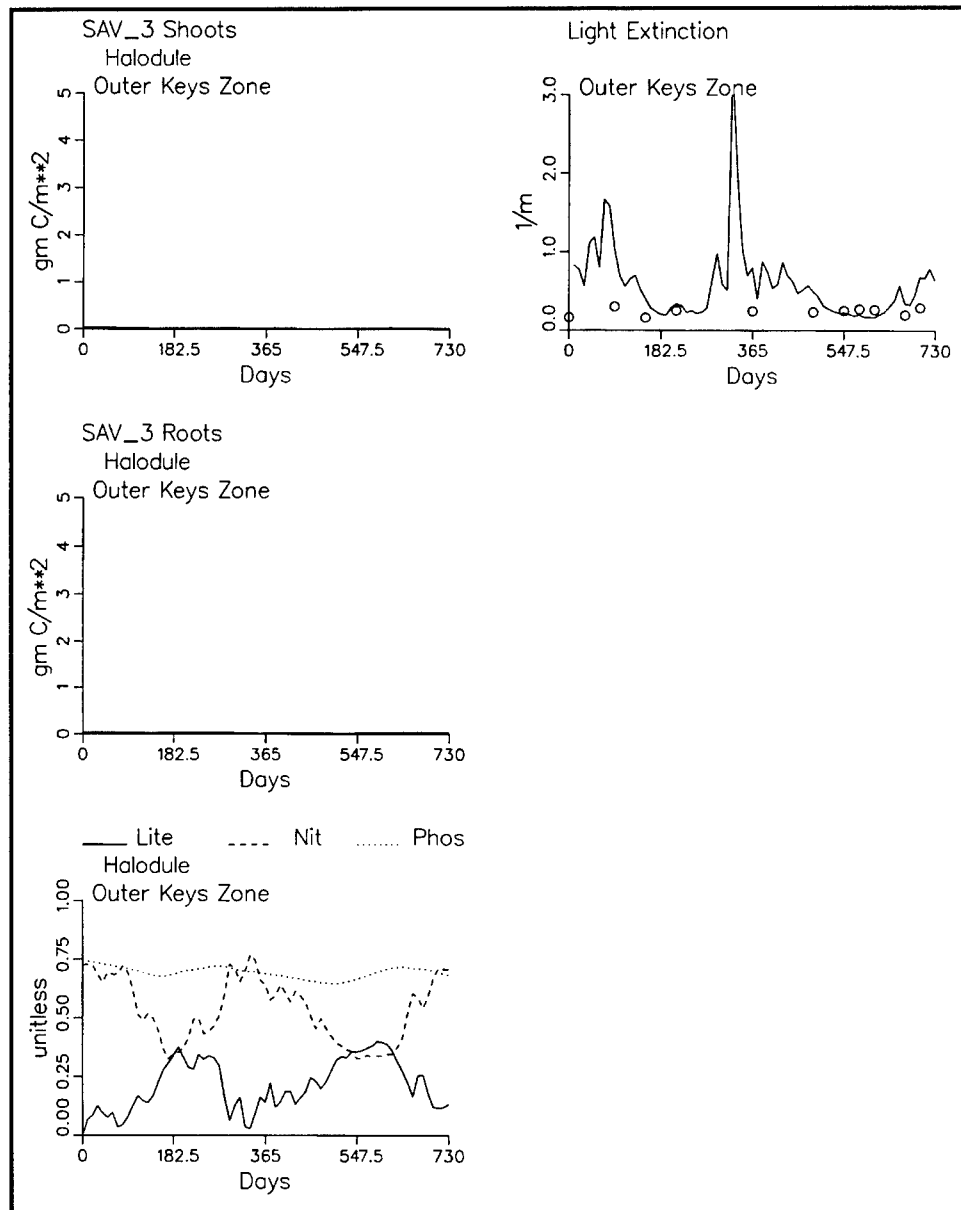 SAV_3 Shoots
Halodule
Outer Keys Zone
5
4
3
2
1
0
gm C/m**2
0 182.5 365 547.5 730
Days
Light Extinction
Outer Keys Zone
3.0
2.0
1.0
0.0
1/m
0 182.5 365 547.5 730
Days
SAV_3 Roots
Halodule
Outer Keys Zone
5
4
3
2
1
0
gm C/m**2
0 182.5 365 547.5 730
Days
Lite Nit Phos
Halodule
Outer Keys Zone
1.00
0.75
0.50
0.25
0.00
unitless
0 182.5 365 547.5 730
Days